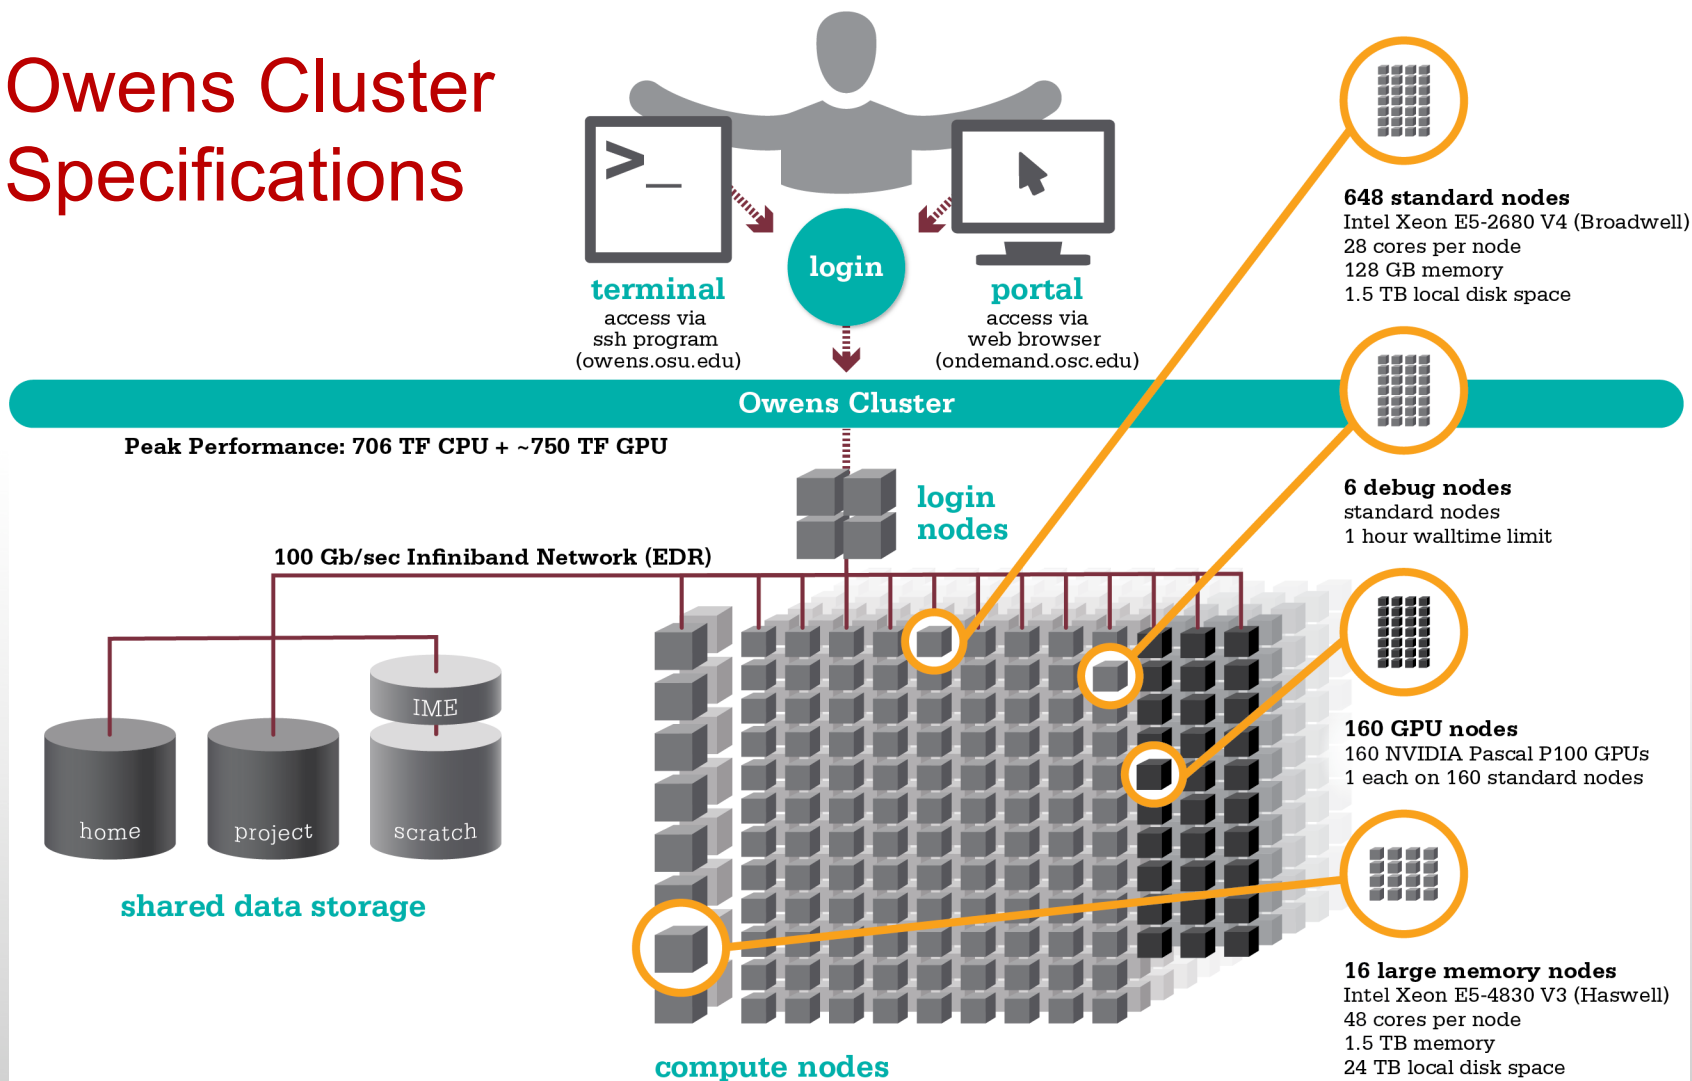 Owens Cluster
Specifications
>_
login
terminal
access via
ssh program
(owens.osu.edu)
portal
access via
web browser
(ondemand.osc.edu)
Owens Cluster
Peak Performance: 706 TF CPU + ~750 TF GPU
login
nodes
100 Gb/sec Infiniband Network (EDR)
IME
home
project
scratch
shared data storage
compute nodes
648 standard nodes
Intel Xeon E5-2680 V4 (Broadwell)
28 cores per node
128 GB memory
1.5 TB local disk space
6 debug nodes
standard nodes
1 hour walltime limit
160 GPU nodes
160 NVIDIA Pascal P100 GPUs
1 each on 160 standard nodes
16 large memory nodes
Intel Xeon E5-4830 V3 (Haswell)
48 cores per node
1.5 TB memory
24 TB local disk space